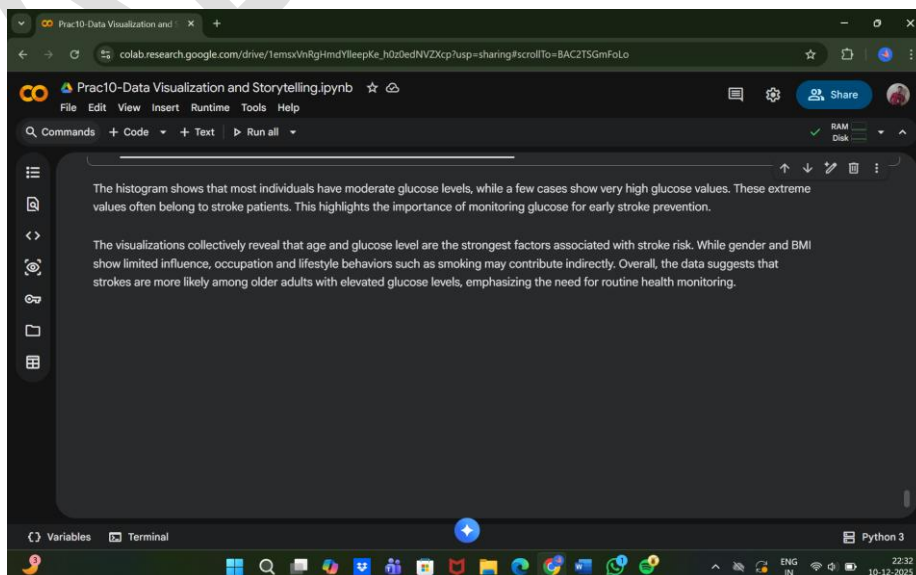 Prac10-Data Visualization and S
colab.research.google.com/drive/1emsxVnRgHmdYlleepKe_h0z0edNVZXcp?usp=sharing#scrollTo=BAC2TSGmFoLo
Prac10-Data Visualization and Storytelling.ipynb
File Edit View Insert Runtime Tools Help
Share
Commands + Code + Text Run all
RAM
Disk
The histogram shows that most individuals have moderate glucose levels, while a few cases show very high glucose values. These extreme
values often belong to stroke patients. This highlights the importance of monitoring glucose for early stroke prevention.
The visualizations collectively reveal that age and glucose level are the strongest factors associated with stroke risk. While gender and BMI
show limited influence, occupation and lifestyle behaviors such as smoking may contribute indirectly. Overall, the data suggests that
strokes are more likely among older adults with elevated glucose levels, emphasizing the need for routine health monitoring.
{} Variables Terminal
Python 3
3
ENG
IN
22:32
10-12-2025